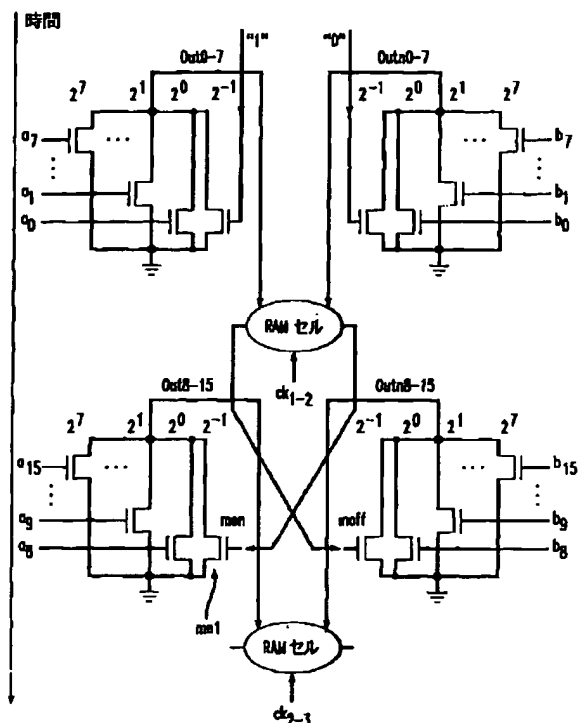 時間
"1" "0"
Out0-7 Outn0-7
2^7 2^1 2^0 2^-1 2^-1 2^0 2^1 2^7
a7 ... ... b7
a1 b1
a0 b0
RAM セル
ck1-2
Out8-15 Outn8-15
2^7 2^1 2^0 2^-1 2^-1 2^0 2^1 2^7
a15 ... ... b15
a9 mon moff b9
a8 b8
mn1
RAM セル
ck2-3